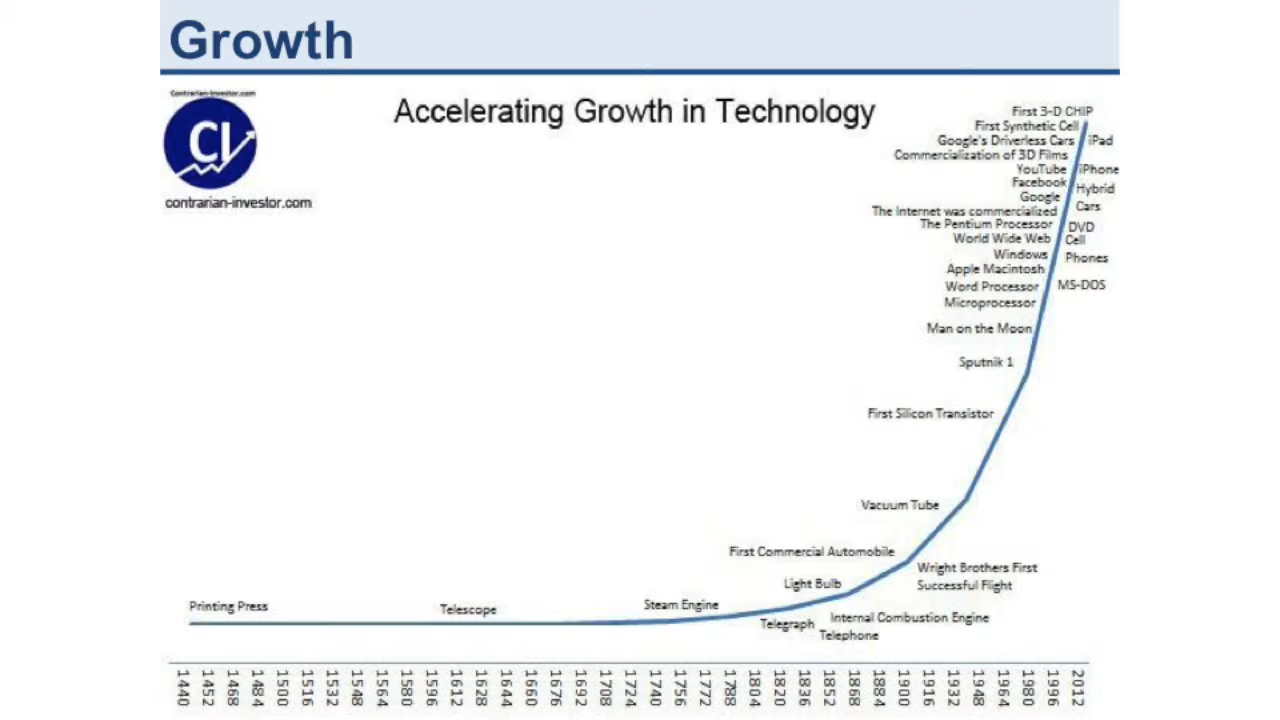 Growth
Contrarian-Investor.com
CI
contrarian-investor.com
Accelerating Growth in Technology
First 3-D CHIP
First Synthetic Cell
Google's Driverless Cars
iPad
Commercialization of 3D Films
YouTube
iPhone
Facebook
Hybrid
Cars
Google
The Internet was commercialized
The Pentium Processor
DVD
World Wide Web
Cell
Phones
Windows
Apple Macintosh
Word Processor
MS-DOS
Microprocessor
Man on the Moon
Sputnik 1
First Silicon Transistor
Vacuum Tube
First Commercial Automobile
Wright Brothers First
Successful Flight
Light Bulb
Printing Press
Telescope
Steam Engine
Telegraph
Internal Combustion Engine
Telephone
1440
1452
1468
1484
1500
1516
1532
1548
1564
1580
1596
1612
1628
1644
1660
1676
1692
1708
1724
1740
1756
1772
1788
1804
1820
1836
1852
1868
1884
1900
1916
1932
1948
1964
1980
1996
2012